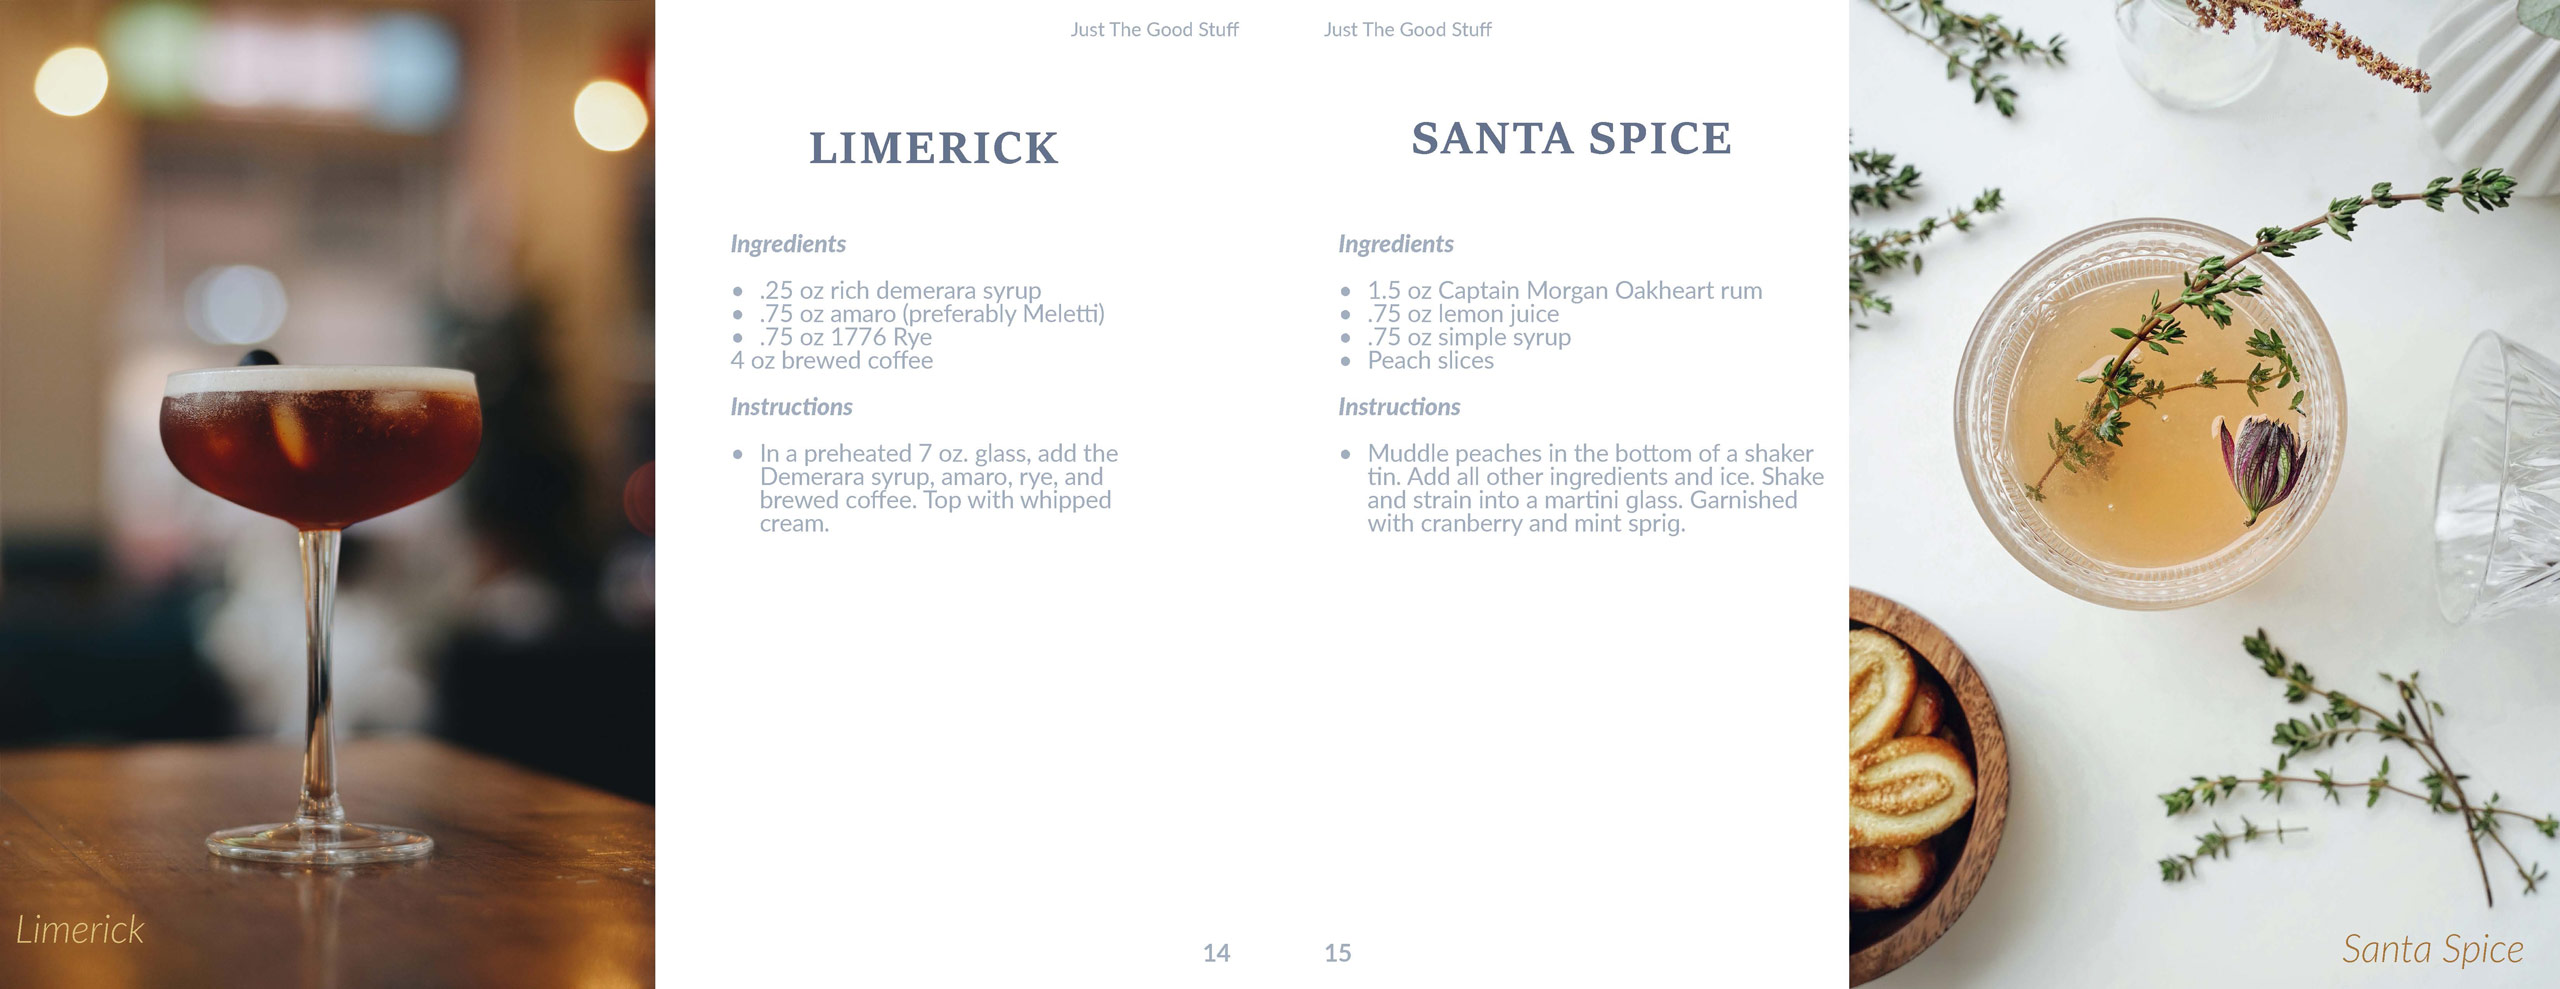 Just The Good Stuff
LIMERICK
Ingredients
• .25 oz rich demerara syrup
• .75 oz amaro (preferably Meletti)
• .75 oz 1776 Rye
4 oz brewed coffee
Instructions
• In a preheated 7 oz. glass, add the
Demerara syrup, amaro, rye, and
brewed coffee. Top with whipped
cream.
Limerick
14
Just The Good Stuff
SANTA SPICE
Ingredients
• 1.5 oz Captain Morgan Oakheart rum
• .75 oz lemon juice
• .75 oz simple syrup
• Peach slices
Instructions
• Muddle peaches in the bottom of a shaker
tin. Add all other ingredients and ice. Shake
and strain into a martini glass. Garnished
with cranberry and mint sprig.
15
Santa Spice